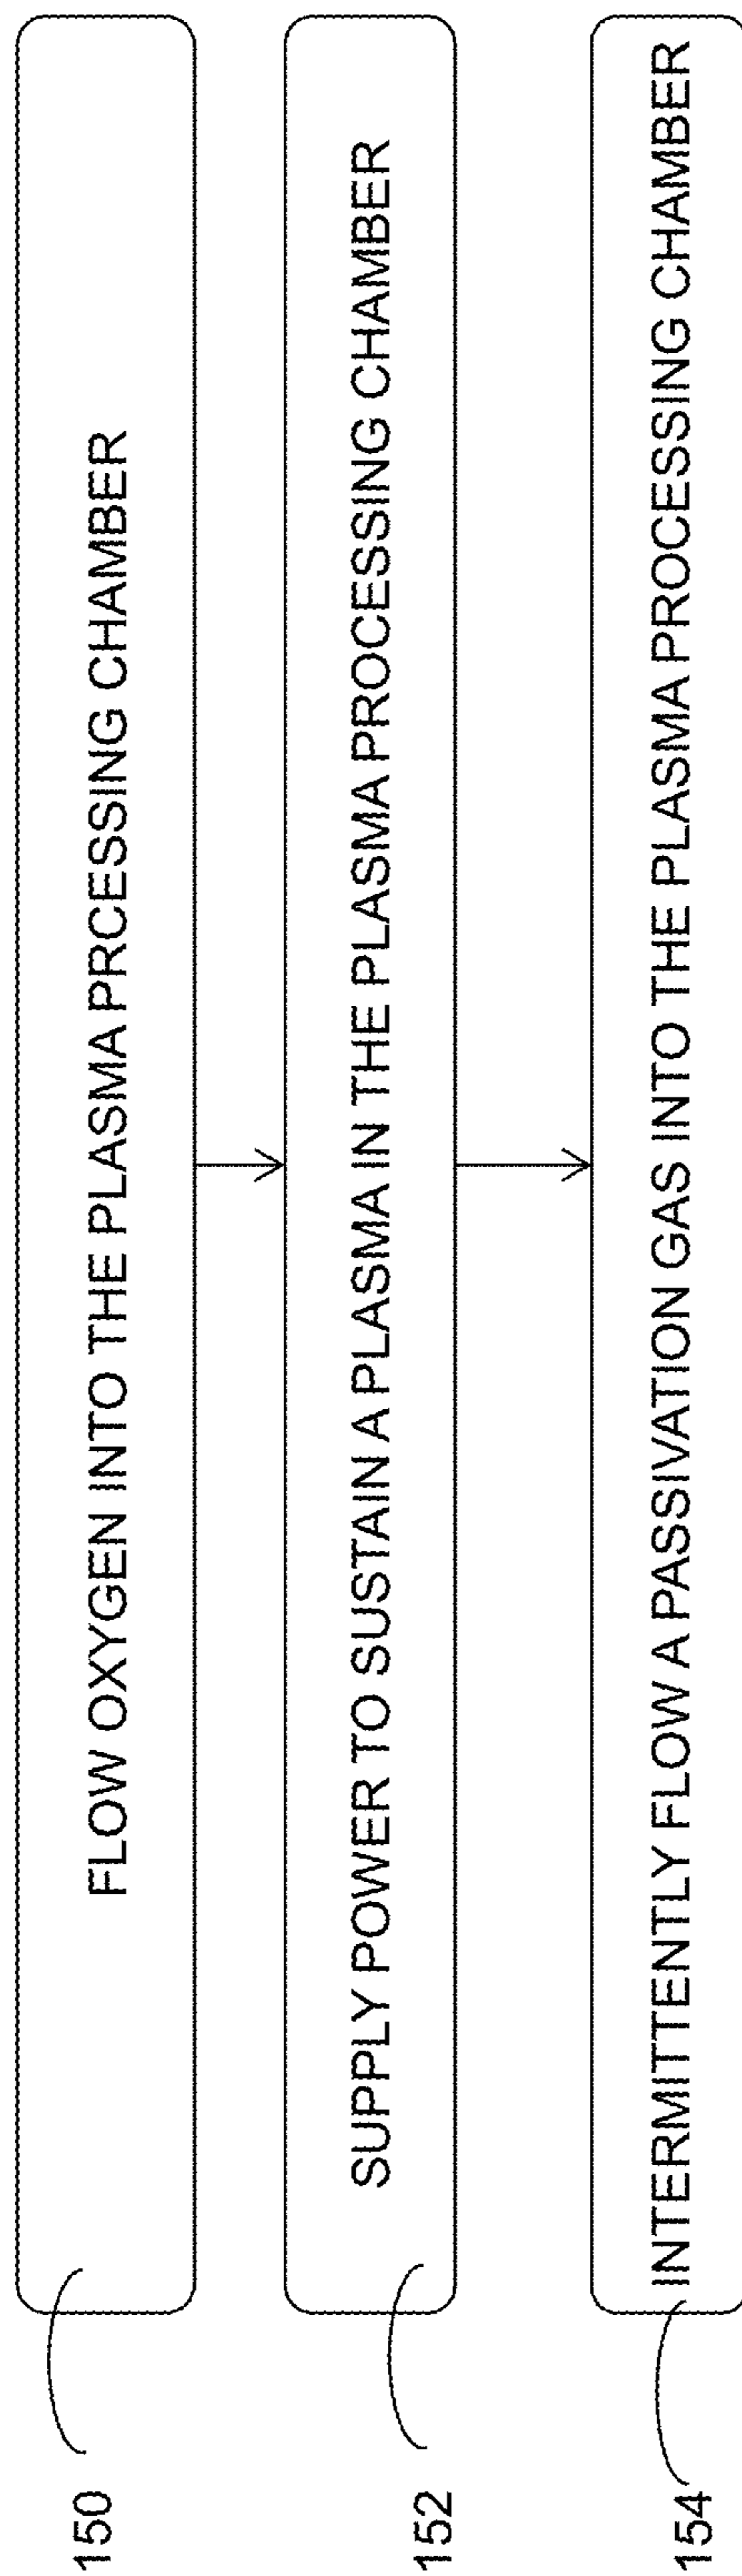 150
FLOW OXYGEN INTO THE PLASMA PRCESSING CHAMBER
152
SUPPLY POWER TO SUSTAIN A PLASMA IN THE PLASMA PROCESSING CHAMBER
154
INTERMITTENTLY FLOW A PASSIVATION GAS INTO THE PLASMA PROCESSING CHAMBER